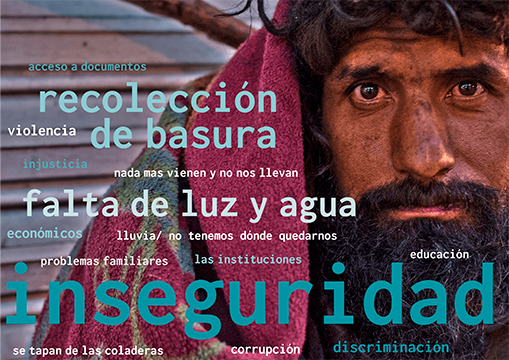 acceso a documentos
recolección
violencia de basura
injusticia
nada mas vienen y no nos llevan
falta de luz y agua
económicos
lluvia/ no tenemos dónde quedarnos
educación
problemas familiares
las instituciones
inseguridad
se tapan de las coladeras
corrupción
discriminación